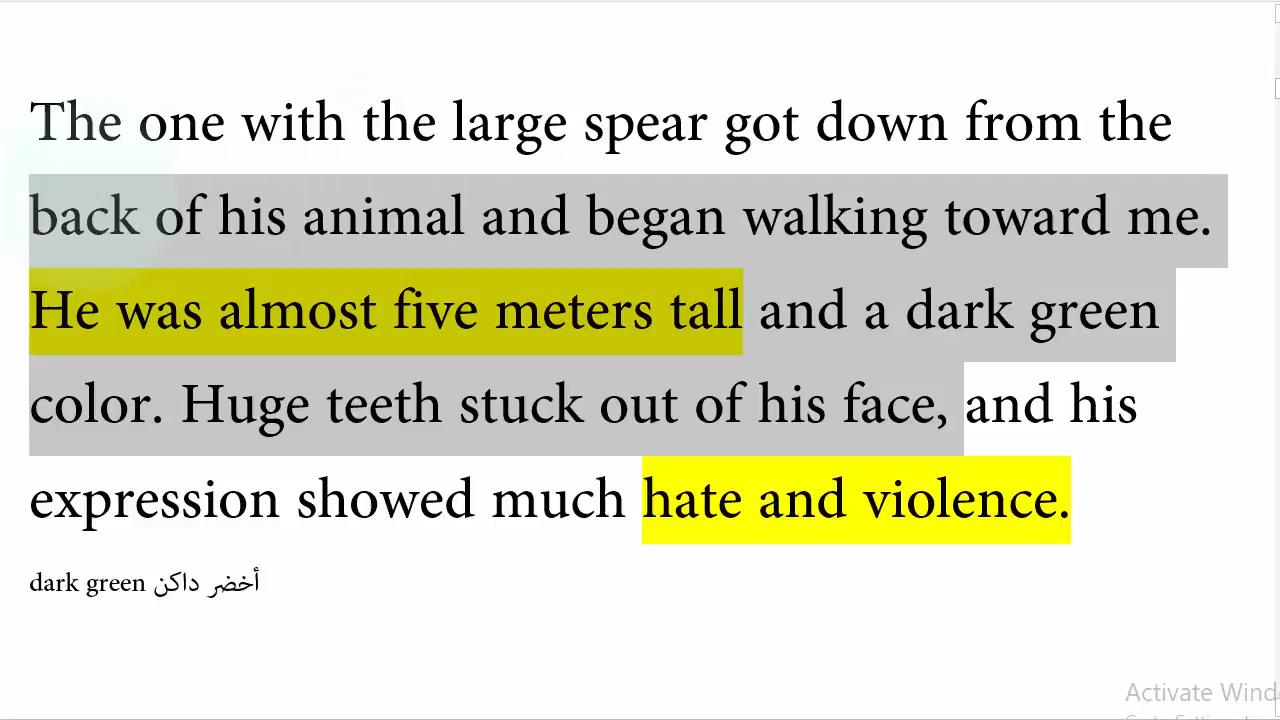 The one with the large spear got down from the
back of his animal and began walking toward me.
He was almost five meters tall and a dark green
color. Huge teeth stuck out of his face, and his
expression showed much hate and violence.
dark green أخضر داكن
Activate Wind